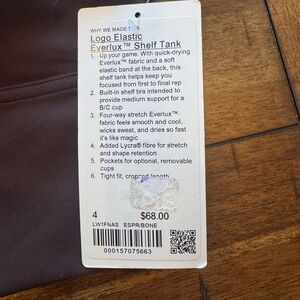 WHY WE MADE
Logo Elastic
Everlux™ Shelf Tank
1. Up your game. With quick-drying
Everlux™ fabric and a soft
elastic band at the back, this
shelf tank helps keep you
focused from first to final rep
2. Built-in shelf bra intended to
provide medium support for a
B/C cup
3. Four-way stretch Everlux™
fabric feels smooth and cool,
wicks sweat, and dries so fast
it's like magic
4. Added Lycra® fibre for stretch
and shape retention
5. Pockets for optional, removable
cups
6. Tight fit, cropped length
4 $68.00
LW1FNAS ESPR/BONE
000157075663